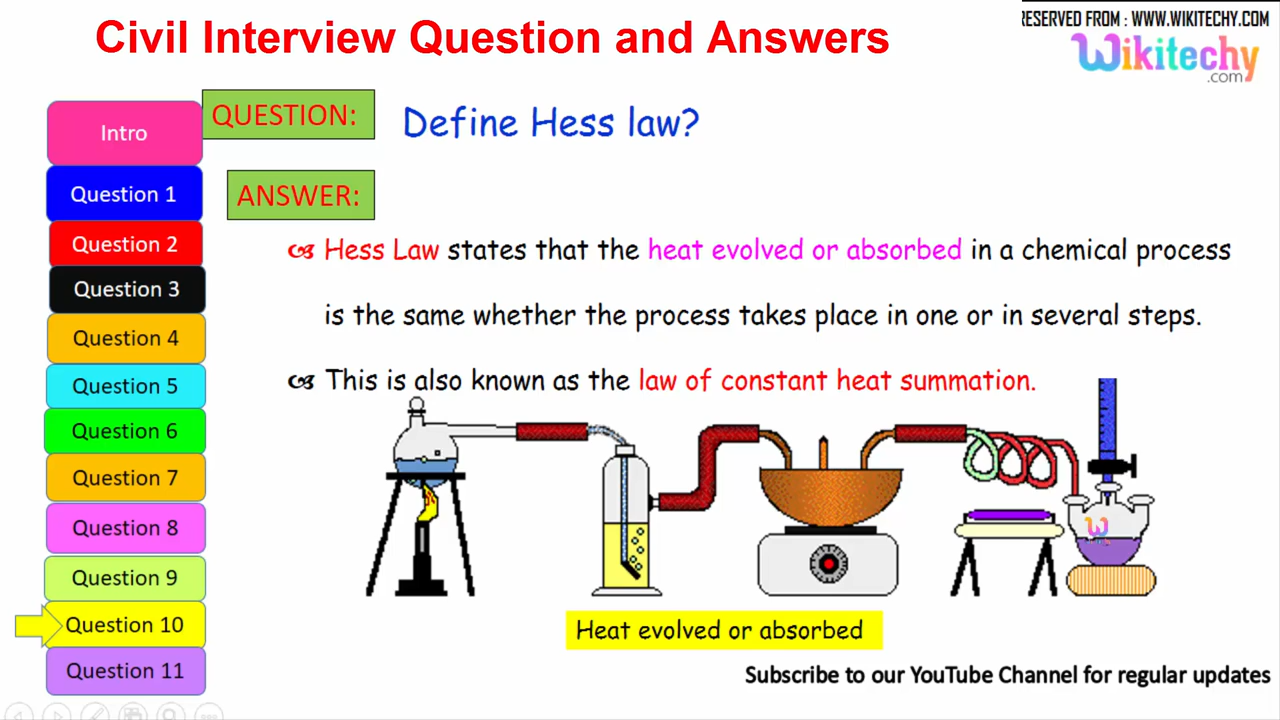 Civil Interview Question and Answers
RESERVED FROM : WWW.WIKITECHY.COM
Wikitechy
.com
Intro
Question 1
Question 2
Question 3
Question 4
Question 5
Question 6
Question 7
Question 8
Question 9
Question 10
Question 11
QUESTION:
Define Hess law?
ANSWER:
Hess Law states that the heat evolved or absorbed in a chemical process
is the same whether the process takes place in one or in several steps.
This is also known as the law of constant heat summation.
Heat evolved or absorbed
Subscribe to our YouTube Channel for regular updates